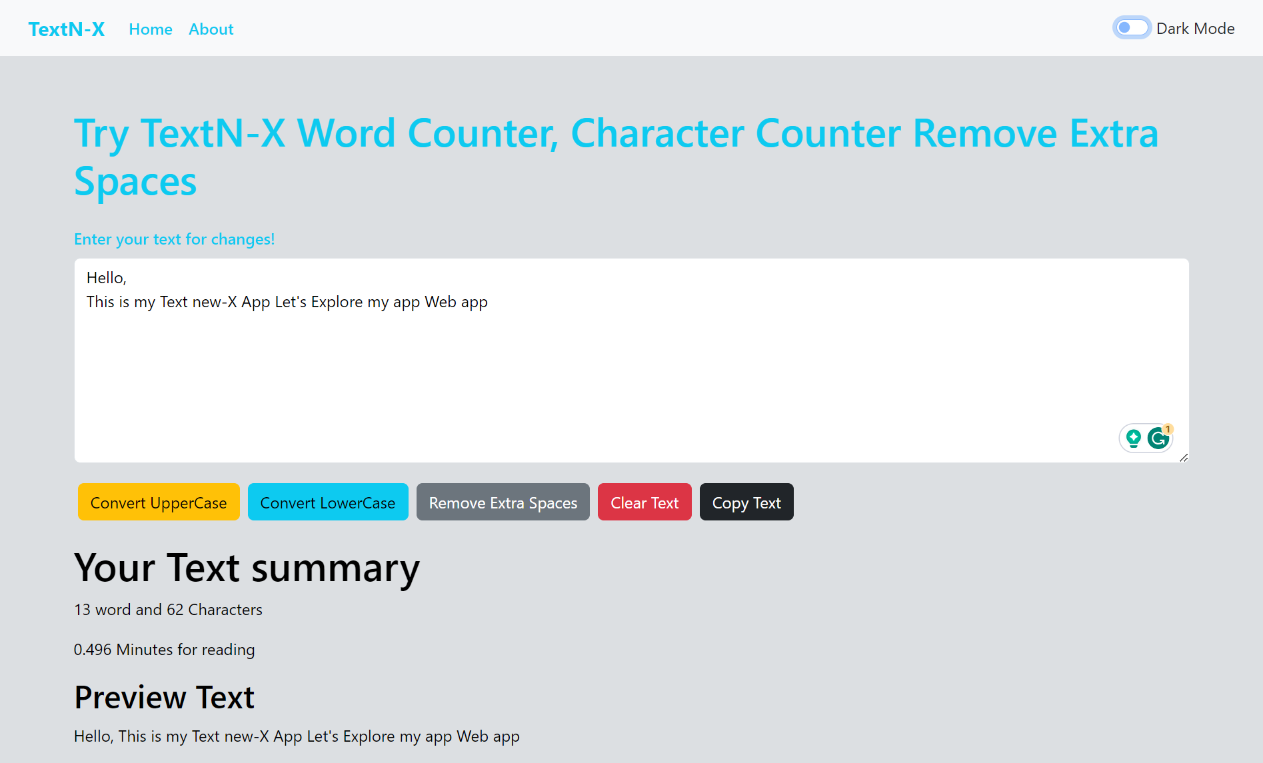 TextN-X Home About Dark Mode
Try TextN-X Word Counter, Character Counter Remove Extra
Spaces
Enter your text for changes!
Hello,
This is my Text new-X App Let's Explore my app Web app
1
Convert UpperCase Convert LowerCase Remove Extra Spaces Clear Text Copy Text
Your Text summary
13 word and 62 Characters
0.496 Minutes for reading
Preview Text
Hello, This is my Text new-X App Let's Explore my app Web app